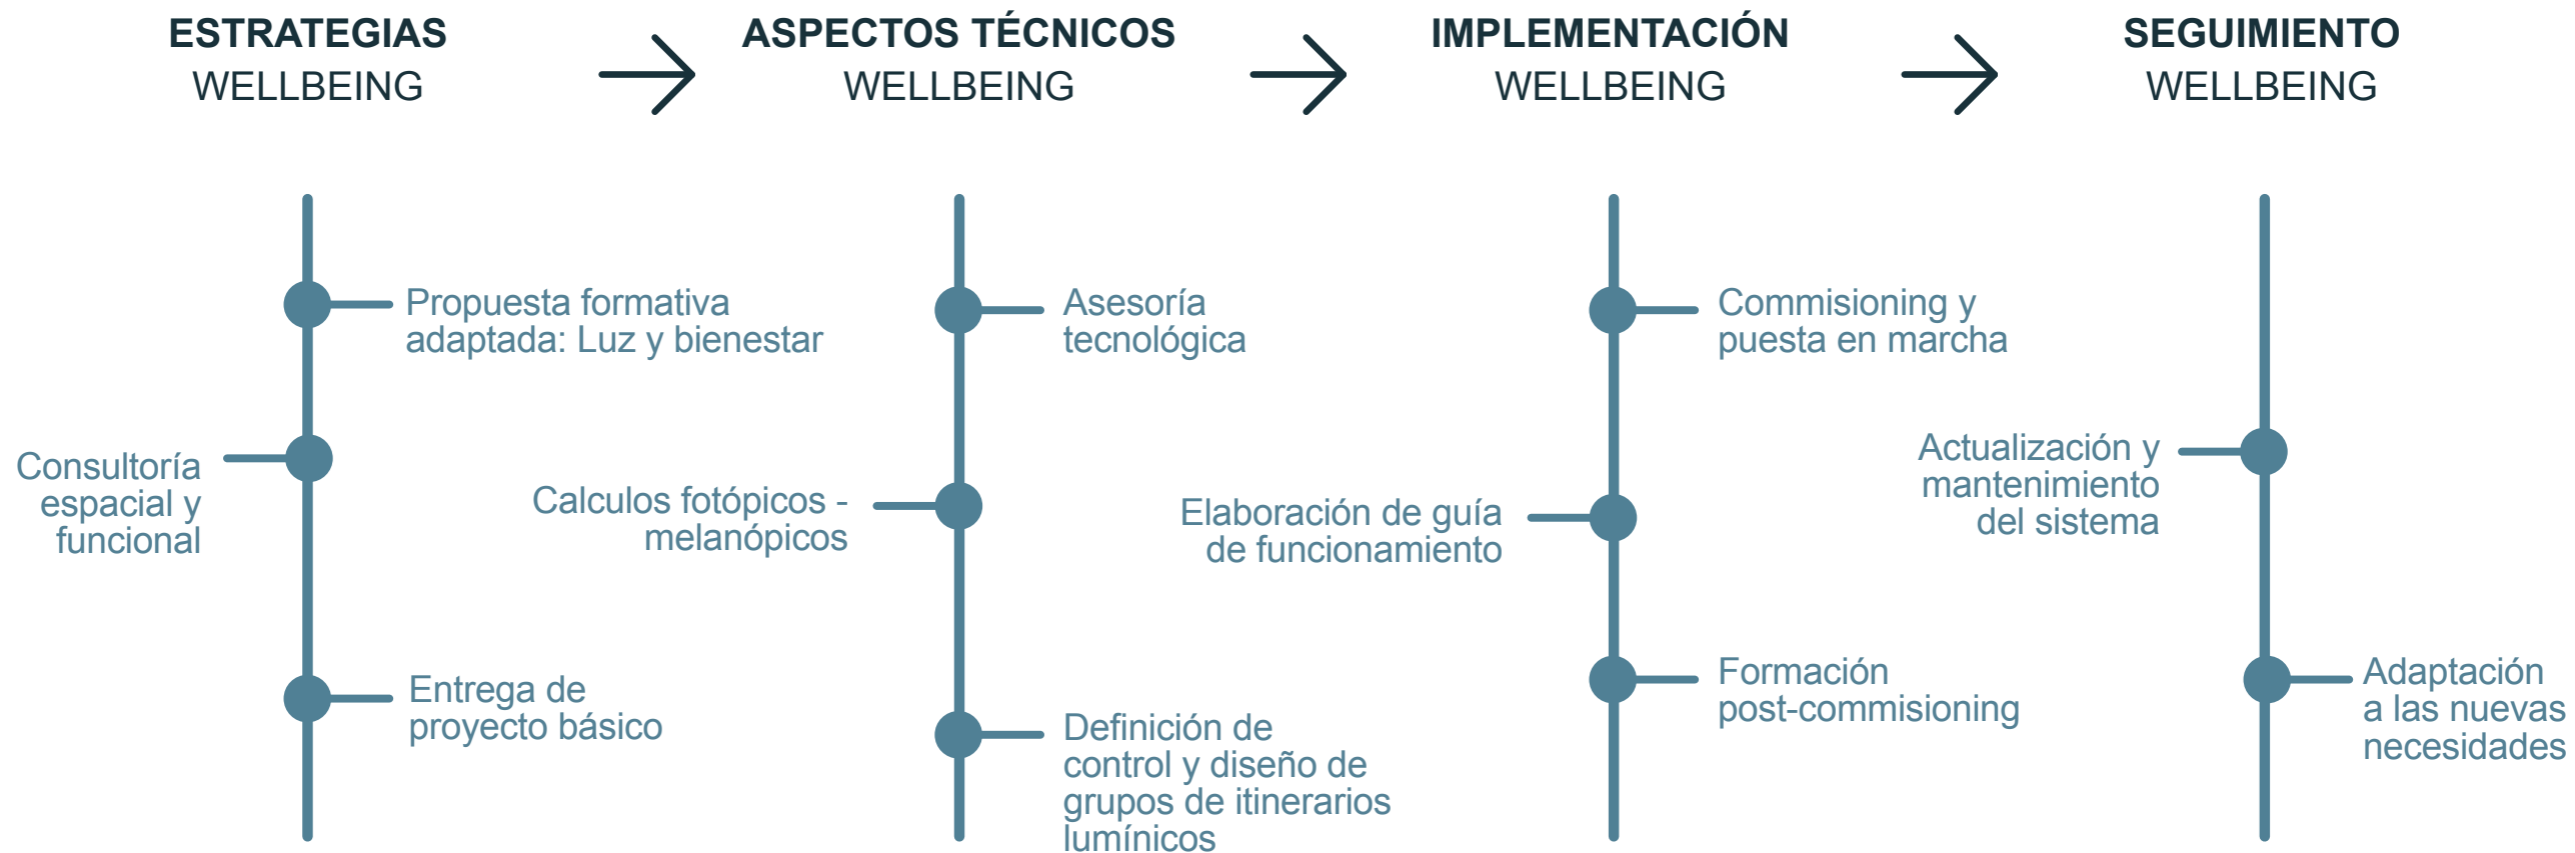 ESTRATEGIAS
WELLBEING
ASPECTOS TÉCNICOS
WELLBEING
IMPLEMENTACIÓN
WELLBEING
SEGUIMIENTO
WELLBEING
Propuesta formativa
adaptada: Luz y bienestar
Consultoría
espacial y
funcional
Entrega de
proyecto básico
Asesoría
tecnológica
Calculos fotópicos -
melanópicos
Definición de
control y diseño de
grupos de itinerarios
lumínicos
Commisioning y
puesta en marcha
Elaboración de guía
de funcionamiento
Formación
post-commisioning
Actualización y
mantenimiento
del sistema
Adaptación
a las nuevas
necesidades